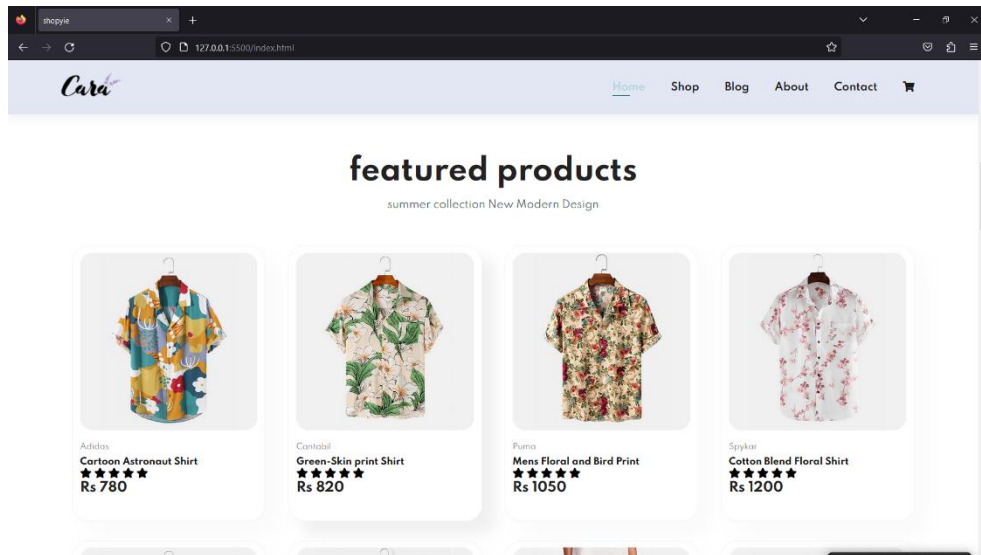 shopyie
127.0.0.1:5500/index.html
Cara
Home Shop Blog About Contact
featured products
summer collection New Modern Design
Adidas
Cartoon Astronaut Shirt
Rs 780
Cantabil
Green-Skin print Shirt
Rs 820
Puma
Mens Floral and Bird Print
Rs 1050
Spykar
Cotton Blend Floral Shirt
Rs 1200